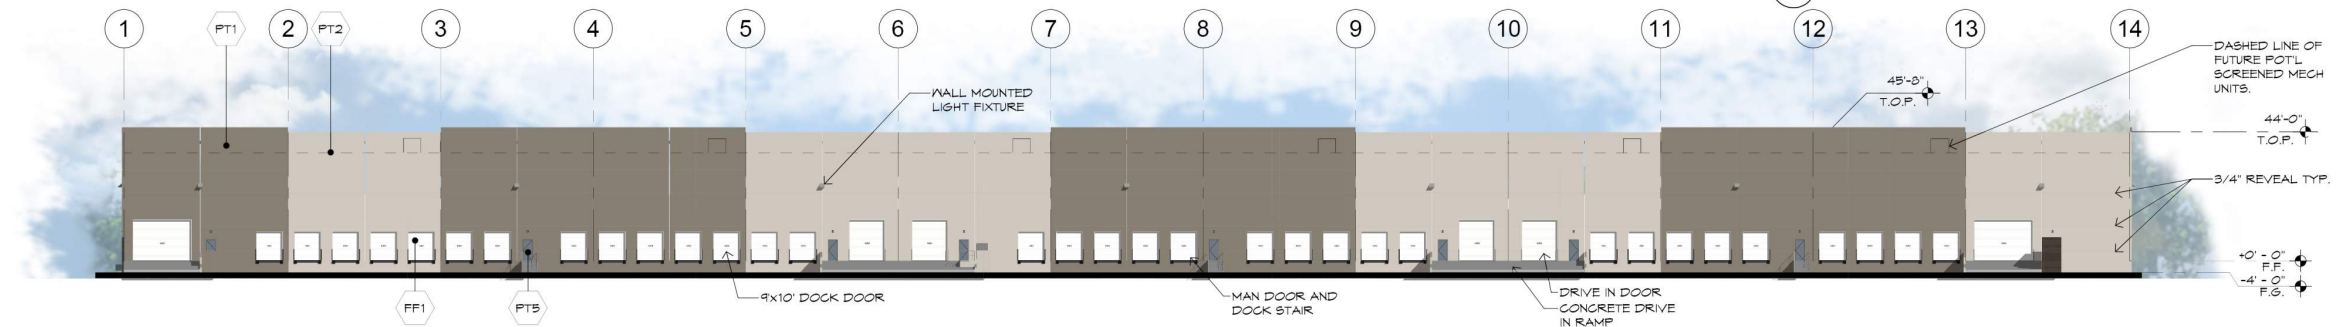 1
PT1
2
PT2
3
4
5
6
7
8
9
10
11
12
13
14
DASHED LINE OF
FUTURE POT'L
SCREENED MECH
UNITS.
WALL MOUNTED
LIGHT FIXTURE
45'-8"
T.O.P.
44'-0"
T.O.P.
3/4" REVEAL TYP.
+0' - 0"
F.F.
-4' - 0"
F.G.
FF1
PT5
9'x10' DOCK DOOR
MAN DOOR AND
DOCK STAIR
DRIVE IN DOOR
CONCRETE DRIVE
IN RAMP